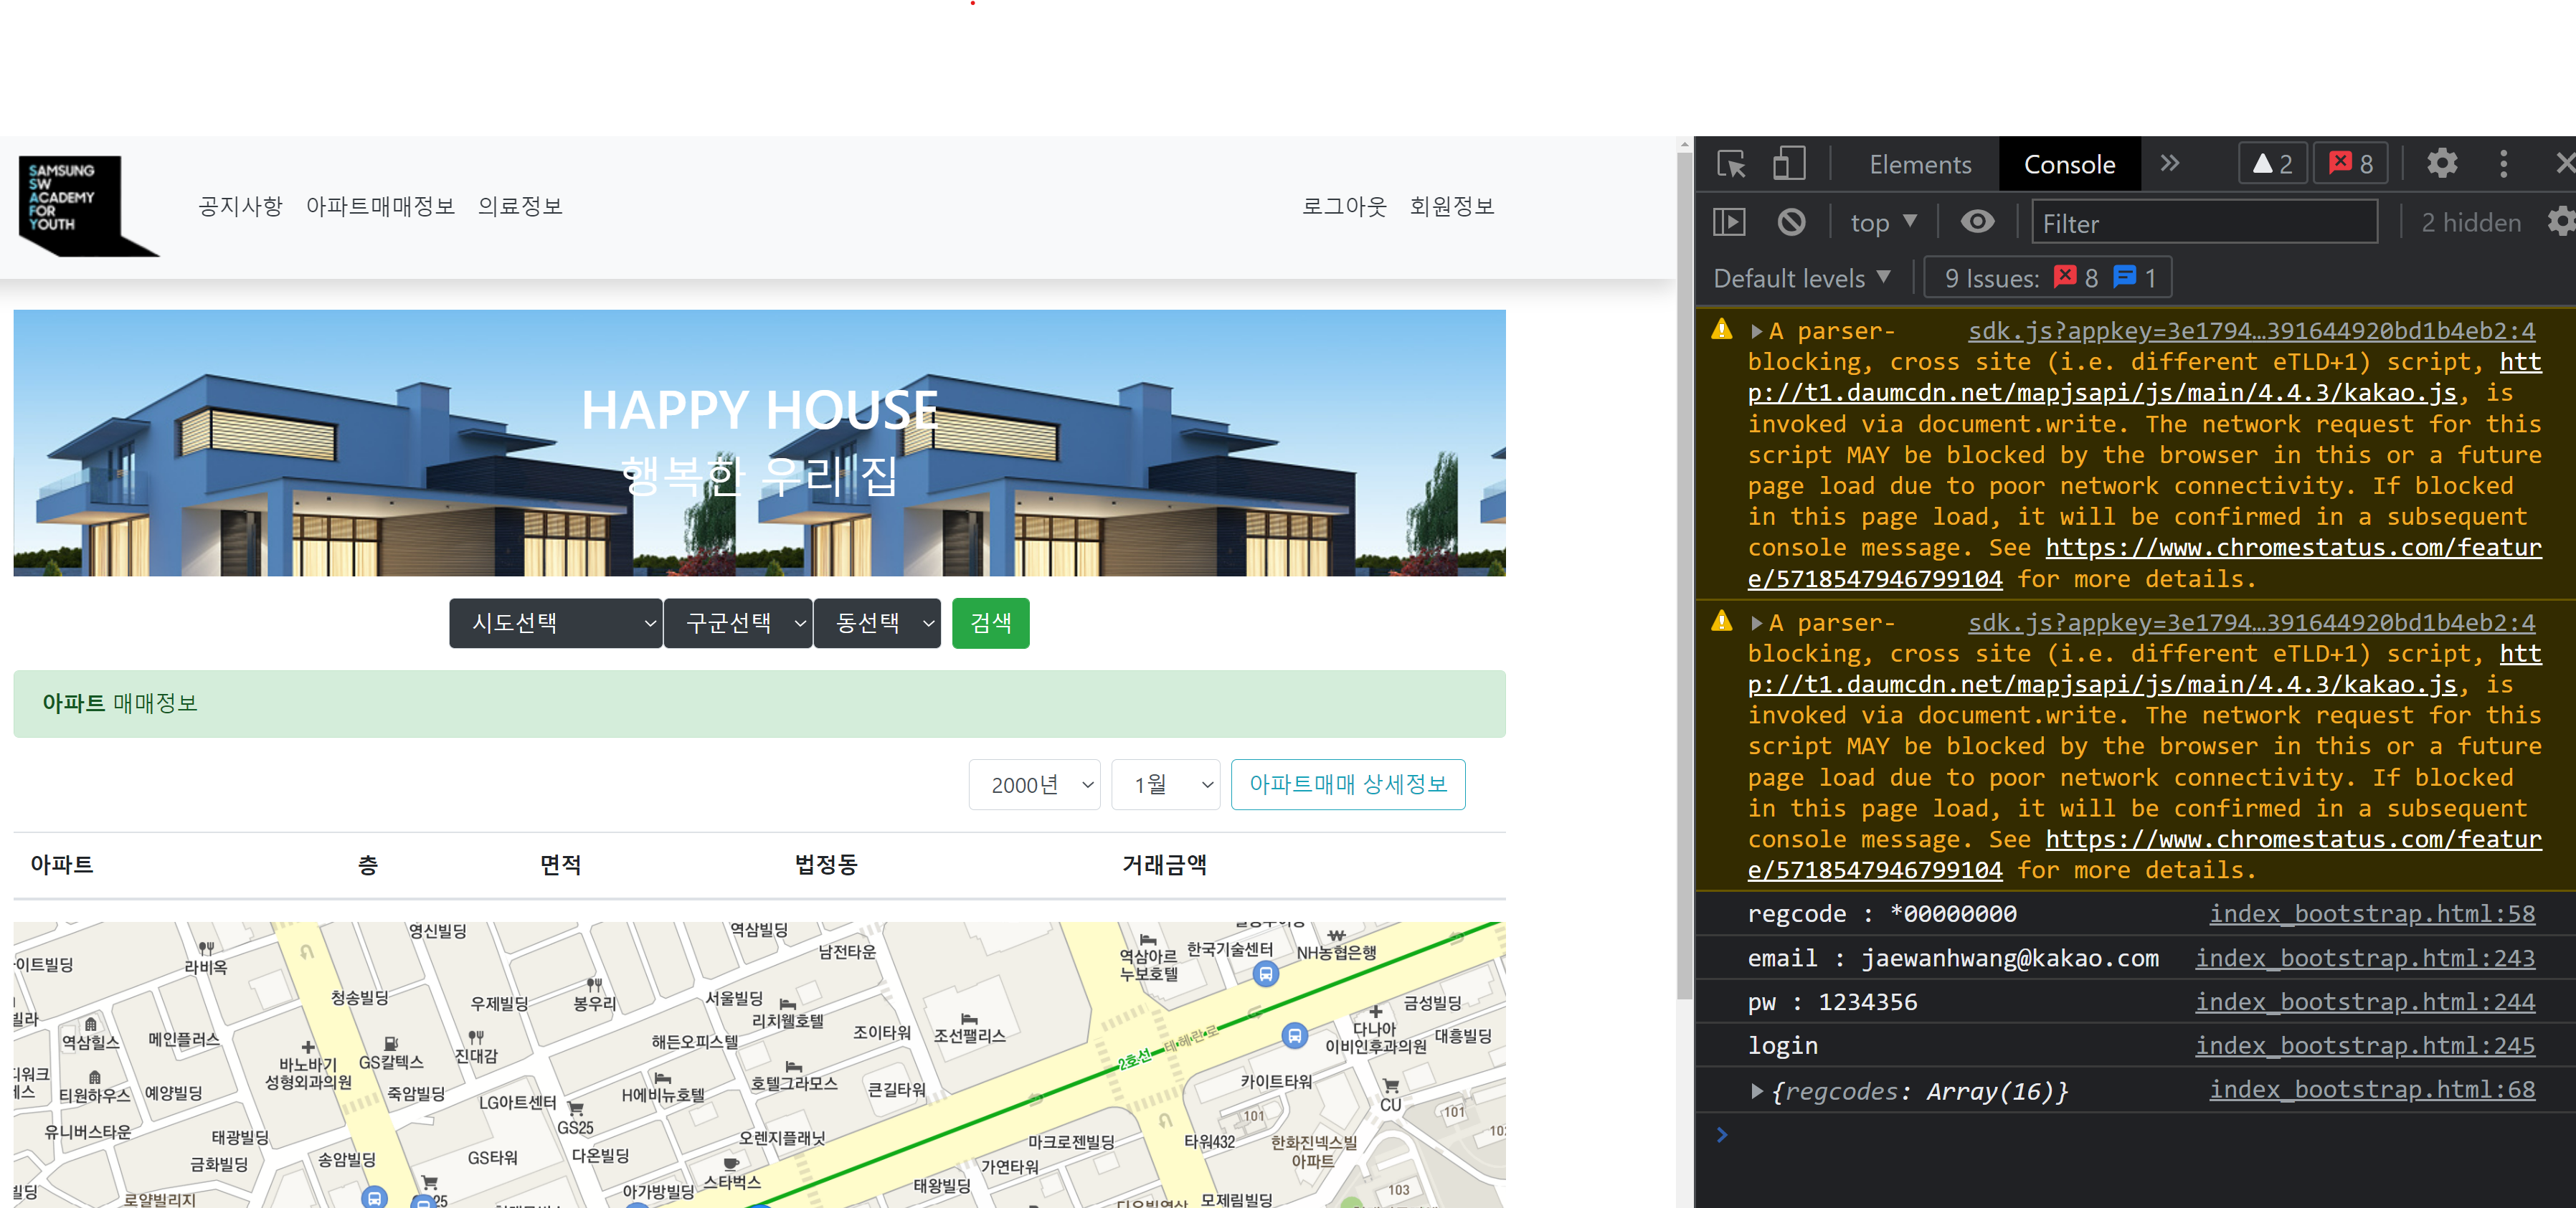 SAMSUNG
SW
ACADEMY
FOR
YOUTH
공지사항 아파트매매정보 의료정보
로그아웃 회원정보
HAPPY HOUSE
행복한 우리 집
시도선택 구군선택 동선택 검색
아파트 매매정보
2000년 1월 아파트매매 상세정보
아파트 층 면적 법정동 거래금액
영신빌딩
역삼빌딩
남전타운
역삼아르
누보호텔
한국기술센터
NH농협은행
이트빌딩
라비옥
청송빌딩
우제빌딩
봉우리
서울빌딩
리치웰호텔
조이타워
조선팰리스
금성빌딩
다나아
이비인후과의원
대흥빌딩
빌라
역삼힐스
메인플러스
바노바기
성형외과의원
GS칼텍스
진대감
해든오피스텔
2호선
테헤란로
티워크
티원하우스
예양빌딩
죽암빌딩
LG아트센터
H에비뉴호텔
호텔그라모스
큰길타워
카이트타워
CU
101
101
유니버스타운
태광빌딩
GS25
오렌지플래닛
마크로젠빌딩
타워432
한화진넥스빌
아파트
금화빌딩
송암빌딩
GS타워
다온빌딩
스타벅스
가연타워
빌딩
로얄빌리지
25
아가방빌딩
태왕빌딩
모제림빌딩
103
Elements Console 2 8
top Filter 2 hidden
Default levels 9 Issues: 8 1
A parser- sdk.js?appkey=3e1794…391644920bd1b4eb2:4
blocking, cross site (i.e. different eTLD+1) script, htt
p://t1.daumcdn.net/mapjsapi/js/main/4.4.3/kakao.js, is
invoked via document.write. The network request for this
script MAY be blocked by the browser in this or a future
page load due to poor network connectivity. If blocked
in this page load, it will be confirmed in a subsequent
console message. See https://www.chromestatus.com/featur
e/5718547946799104 for more details.
A parser- sdk.js?appkey=3e1794…391644920bd1b4eb2:4
blocking, cross site (i.e. different eTLD+1) script, htt
p://t1.daumcdn.net/mapjsapi/js/main/4.4.3/kakao.js, is
invoked via document.write. The network request for this
script MAY be blocked by the browser in this or a future
page load due to poor network connectivity. If blocked
in this page load, it will be confirmed in a subsequent
console message. See https://www.chromestatus.com/featur
e/5718547946799104 for more details.
regcode : *00000000 index_bootstrap.html:58
email : jaewanhwang@kakao.com index_bootstrap.html:243
pw : 1234356 index_bootstrap.html:244
login index_bootstrap.html:245
{regcodes: Array(16)} index_bootstrap.html:68